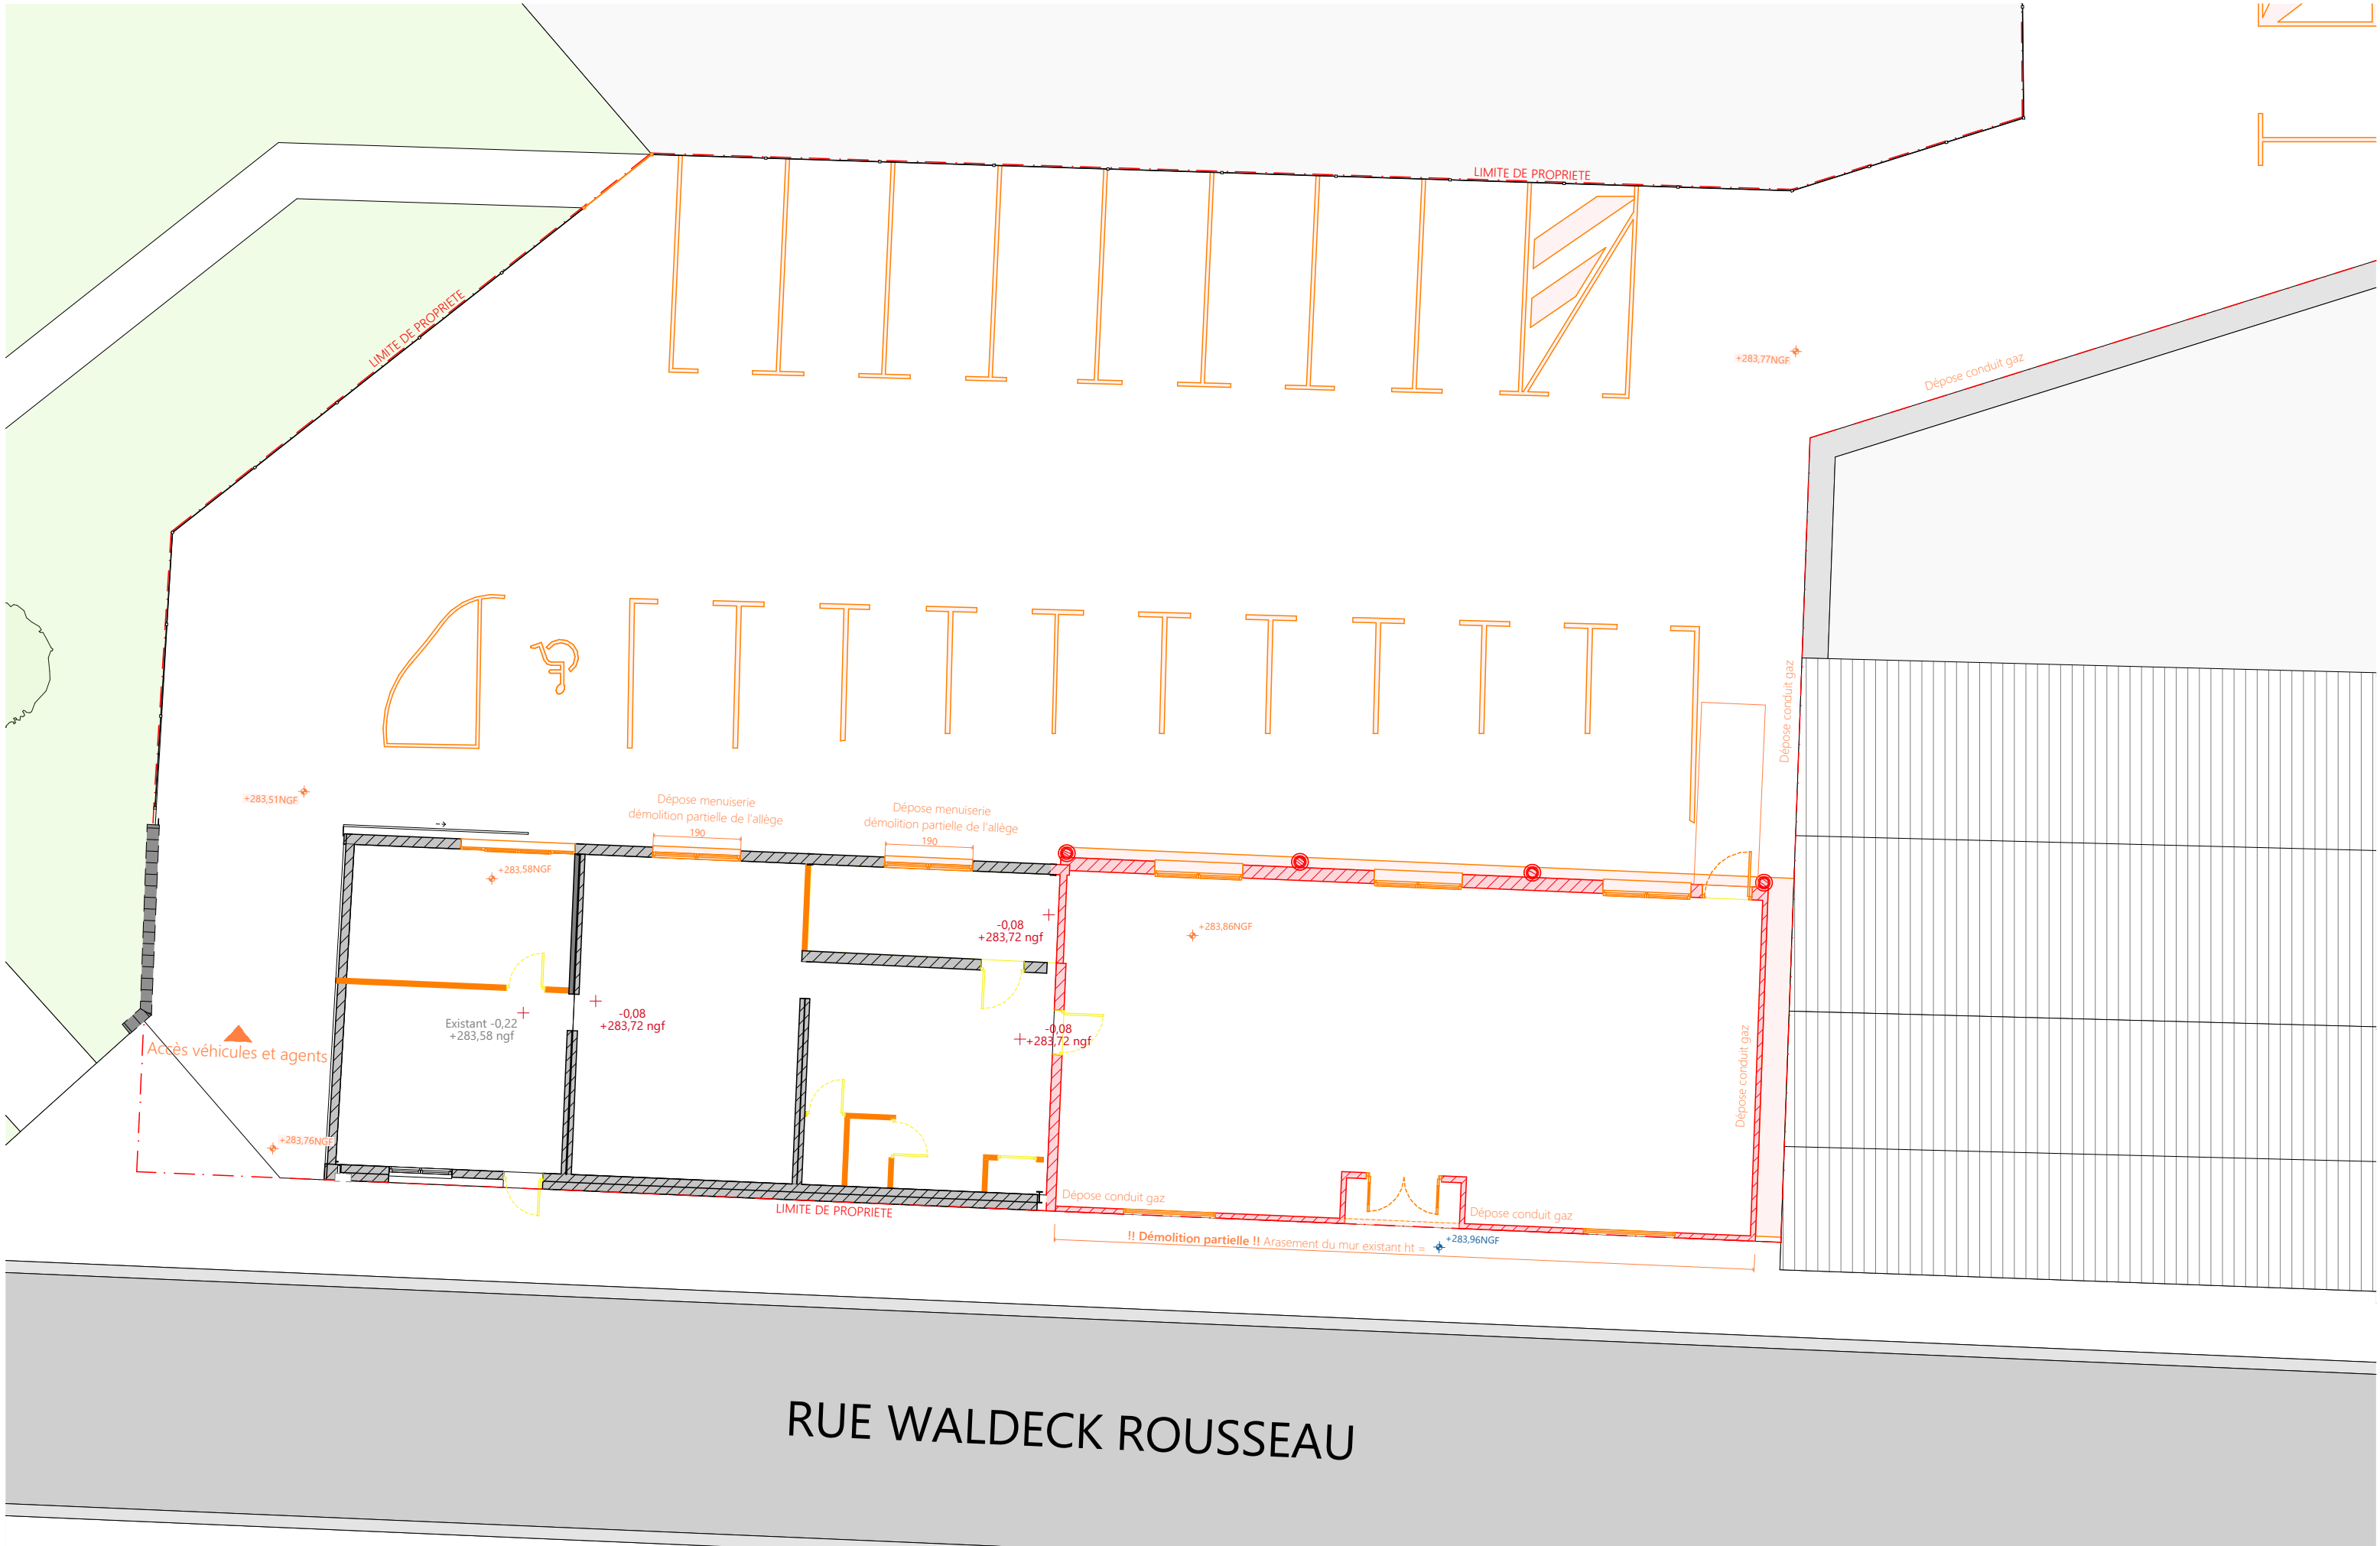 LIMITE DE PROPRIETE
LIMITE DE PROPRIETE
+283,77NGF
Dépose conduit gaz
Dépose conduit gaz
+283,51NGF
Dépose menuiserie
démolition partielle de l'allège
190
Dépose menuiserie
démolition partielle de l'allège
190
+283,58NGF
-0,08
+283,72 ngf
+283,86NGF
Existant -0,22
+283,58 ngf
-0,08
+283,72 ngf
-0,08
+283,72 ngf
Accès véhicules et agents
Dépose conduit gaz
+283,76NGF
LIMITE DE PROPRIETE
Dépose conduit gaz
Dépose conduit gaz
!! Démolition partielle !! Arasement du mur existant ht =
+283,96NGF
RUE WALDECK ROUSSEAU